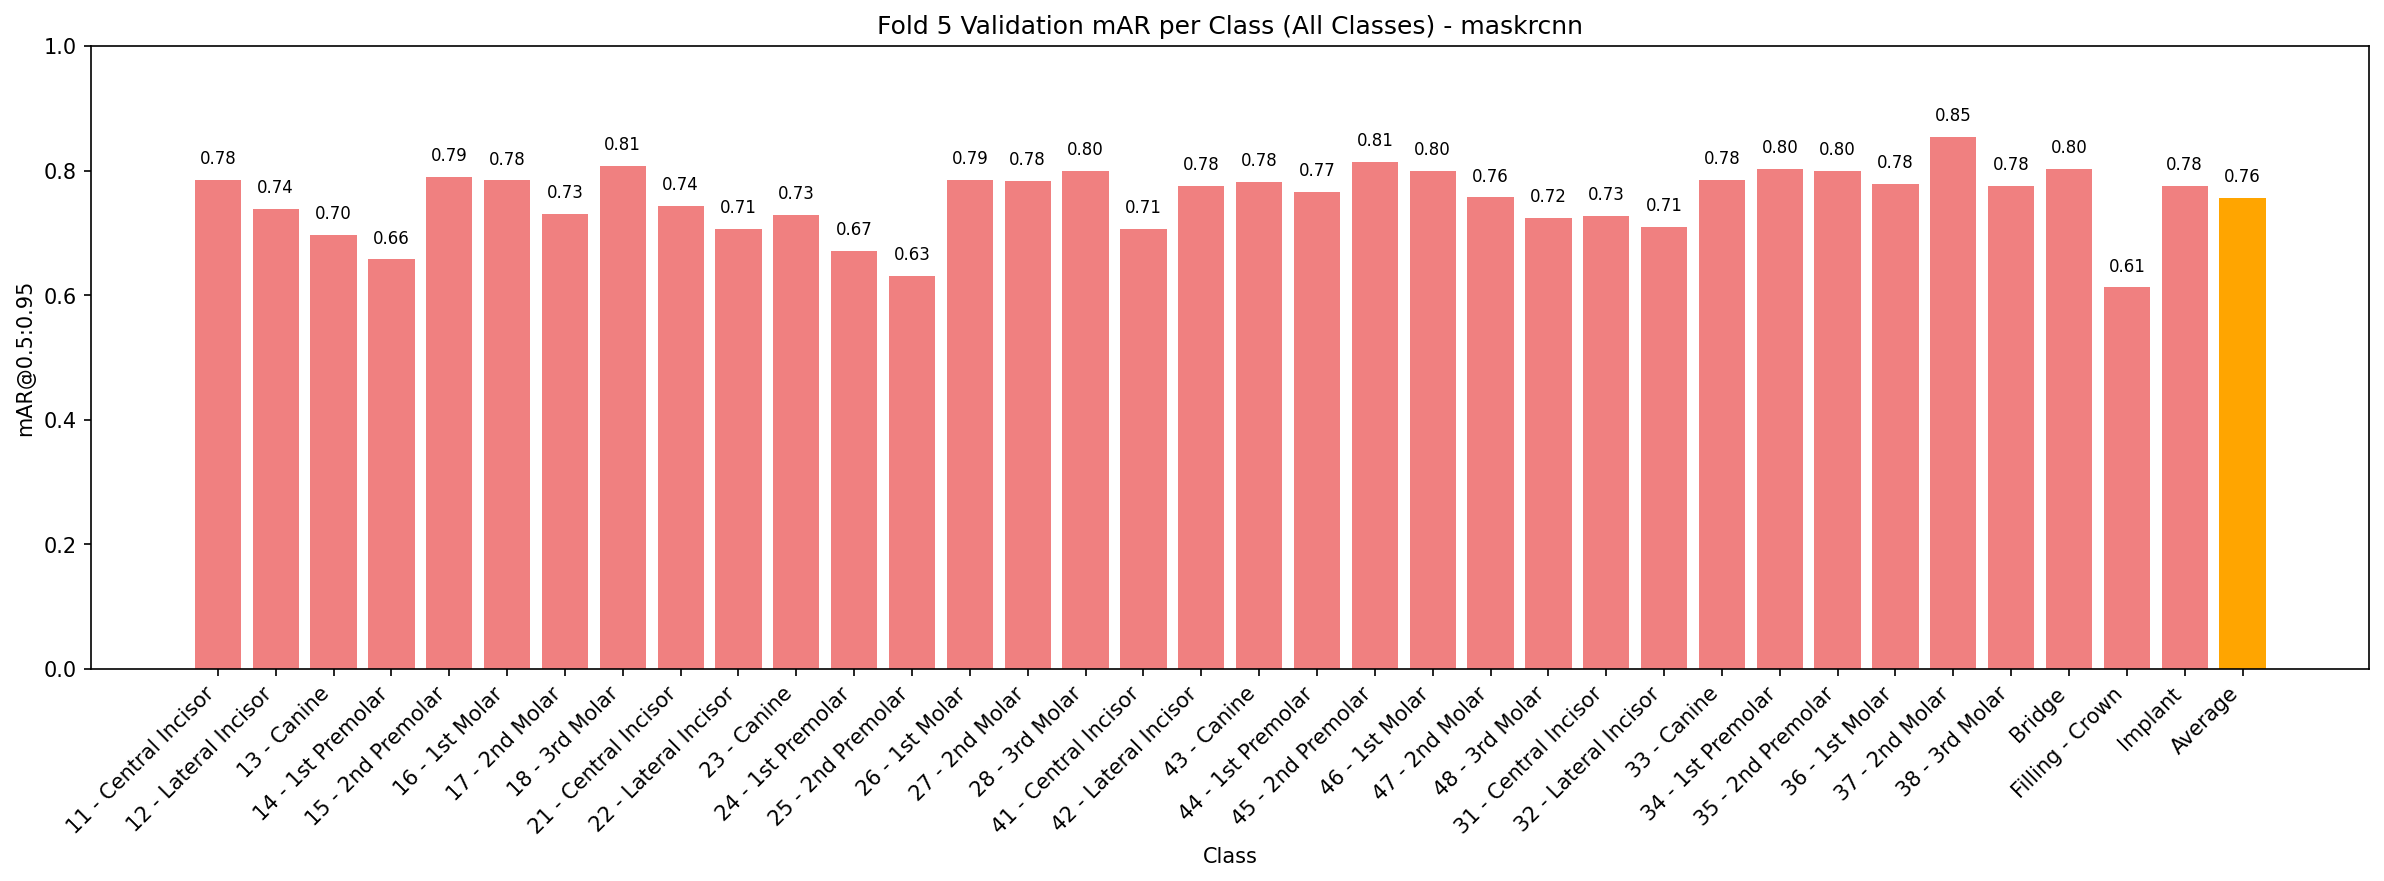 Fold 5 Validation mAR per Class (All Classes) - maskrcnn
mAR@0.5:0.95
1.0
0.8
0.6
0.4
0.2
0.0
0.78
0.74
0.70
0.66
0.79
0.78
0.73
0.81
0.74
0.71
0.73
0.67
0.63
0.79
0.78
0.80
0.71
0.78
0.78
0.77
0.81
0.80
0.76
0.72
0.73
0.71
0.78
0.80
0.80
0.78
0.85
0.78
0.80
0.61
0.78
0.76
11 - Central Incisor
12 - Lateral Incisor
13 - Canine
14 - 1st Premolar
15 - 2nd Premolar
16 - 1st Molar
17 - 2nd Molar
18 - 3rd Molar
21 - Central Incisor
22 - Lateral Incisor
23 - Canine
24 - 1st Premolar
25 - 2nd Premolar
26 - 1st Molar
27 - 2nd Molar
28 - 3rd Molar
41 - Central Incisor
42 - Lateral Incisor
43 - Canine
44 - 1st Premolar
45 - 2nd Premolar
46 - 1st Molar
47 - 2nd Molar
48 - 3rd Molar
31 - Central Incisor
32 - Lateral Incisor
33 - Canine
34 - 1st Premolar
35 - 2nd Premolar
36 - 1st Molar
37 - 2nd Molar
38 - 3rd Molar
Bridge
Filling - Crown
Implant
Average
Class